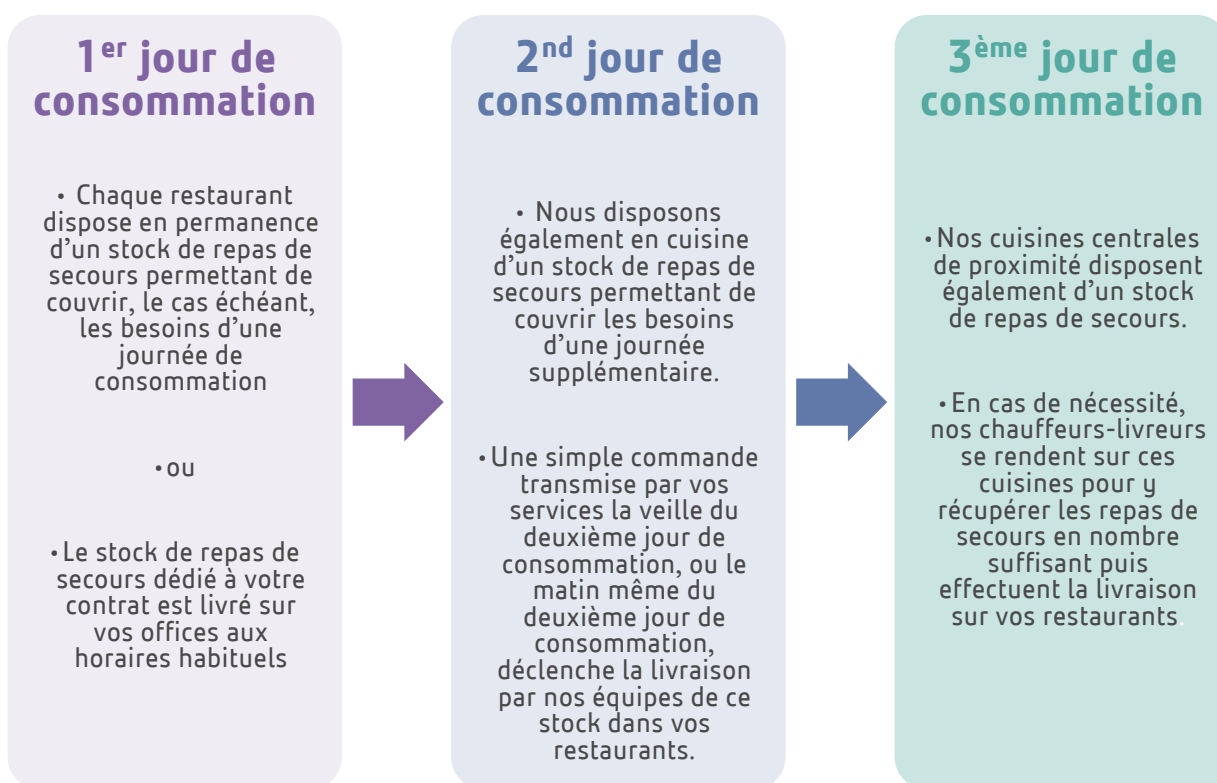 1er jour de
consommation
• Chaque restaurant
dispose en permanence
d’un stock de repas de
secours permettant de
couvrir, le cas échéant,
les besoins d’une
journée de
consommation
• ou
• Le stock de repas de
secours dédié à votre
contrat est livré sur
vos offices aux
horaires habituels
2nd jour de
consommation
• Nous disposons
également en cuisine
d’un stock de repas de
secours permettant de
couvrir les besoins
d’une journée
supplémentaire.
• Une simple commande
transmise par vos
services la veille du
deuxième jour de
consommation, ou le
matin même du
deuxième jour de
consommation,
déclenche la livraison
par nos équipes de ce
stock dans vos
restaurants.
3ème jour de
consommation
• Nos cuisines centrales
de proximité disposent
également d’un stock
de repas de secours.
• En cas de nécessité,
nos chauffeurs-livreurs
se rendent sur ces
cuisines pour y
récupérer les repas de
secours en nombre
suffisant puis
effectuent la livraison
sur vos restaurants.